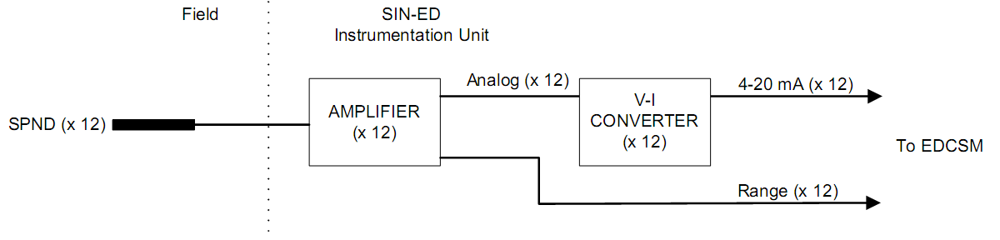 Field
SIN-ED
Instrumentation Unit
SPND (x 12)
AMPLIFIER
(x 12)
Analog (x 12)
V-I
CONVERTER
(x 12)
4-20 mA (x 12)
To EDCSM
Range (x 12)